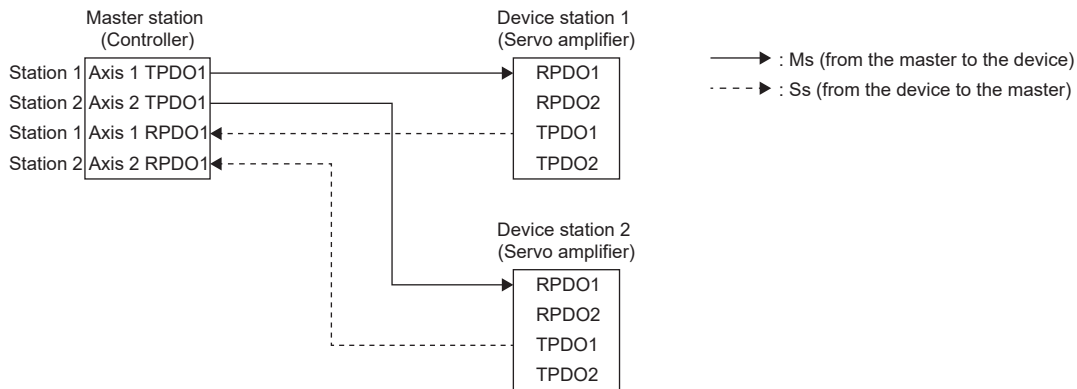 Master station
(Controller)
Station 1 Axis 1 TPDO1
Station 2 Axis 2 TPDO1
Station 1 Axis 1 RPDO1
Station 2 Axis 2 RPDO1
Device station 1
(Servo amplifier)
RPDO1
RPDO2
TPDO1
TPDO2
Device station 2
(Servo amplifier)
RPDO1
RPDO2
TPDO1
TPDO2
: Ms (from the master to the device)
: Ss (from the device to the master)